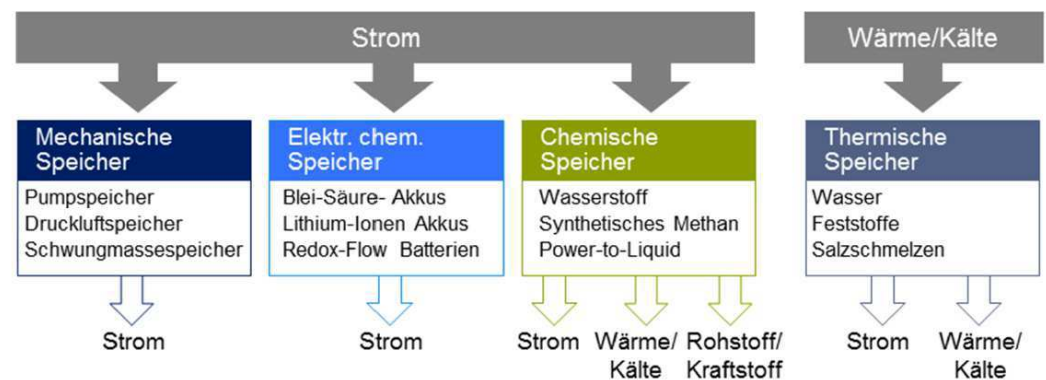 Strom
Wärme/Kälte
Mechanische
Speicher
Pumpspeicher
Druckluftspeicher
Schwungmassespeicher
Strom
Elektr. chem.
Speicher
Blei-Säure- Akkus
Lithium-Ionen Akkus
Redox-Flow Batterien
Strom
Chemische
Speicher
Wasserstoff
Synthetisches Methan
Power-to-Liquid
Strom
Wärme/
Kälte
Rohstoff/
Kraftstoff
Thermische
Speicher
Wasser
Feststoffe
Salzschmelzen
Strom
Wärme/
Kälte